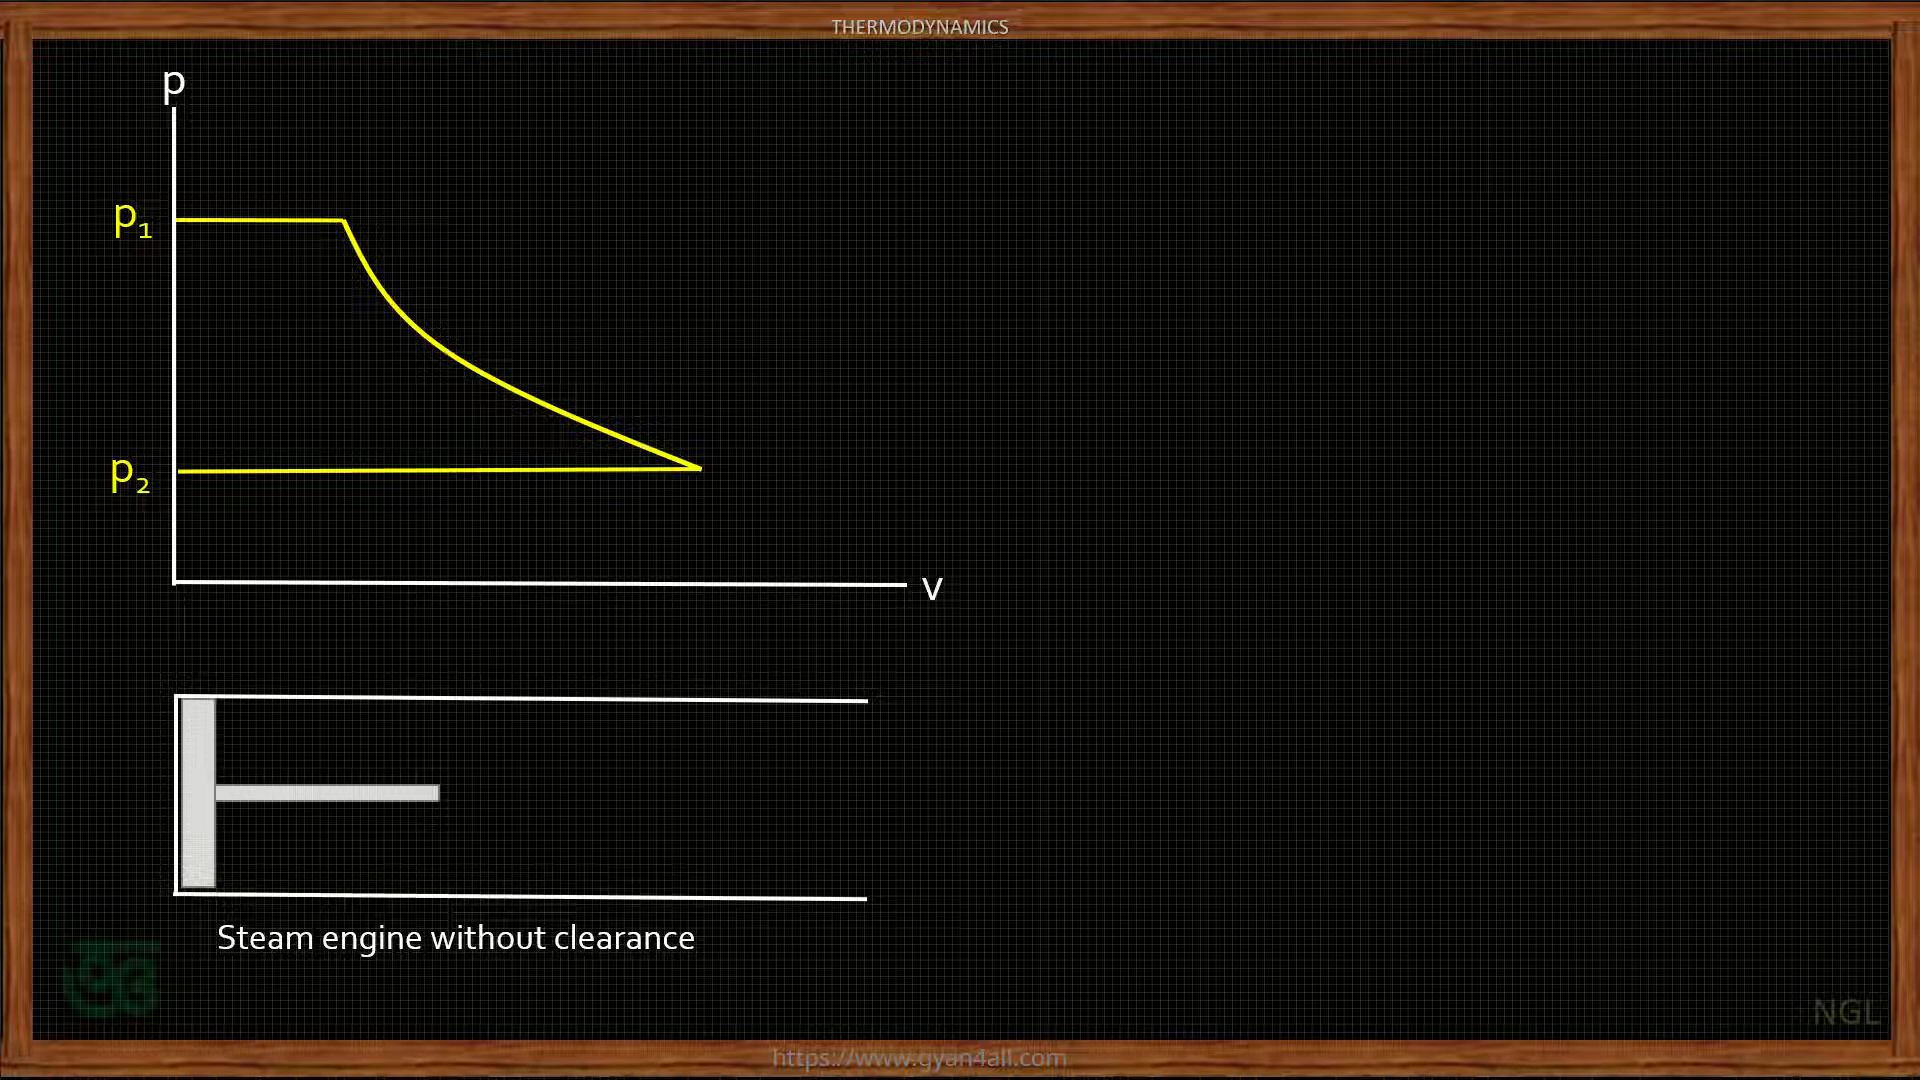 THERMODYNAMICS
p
p₁
p₂
v
Steam engine without clearance
NGL
https://www.gyan4all.com